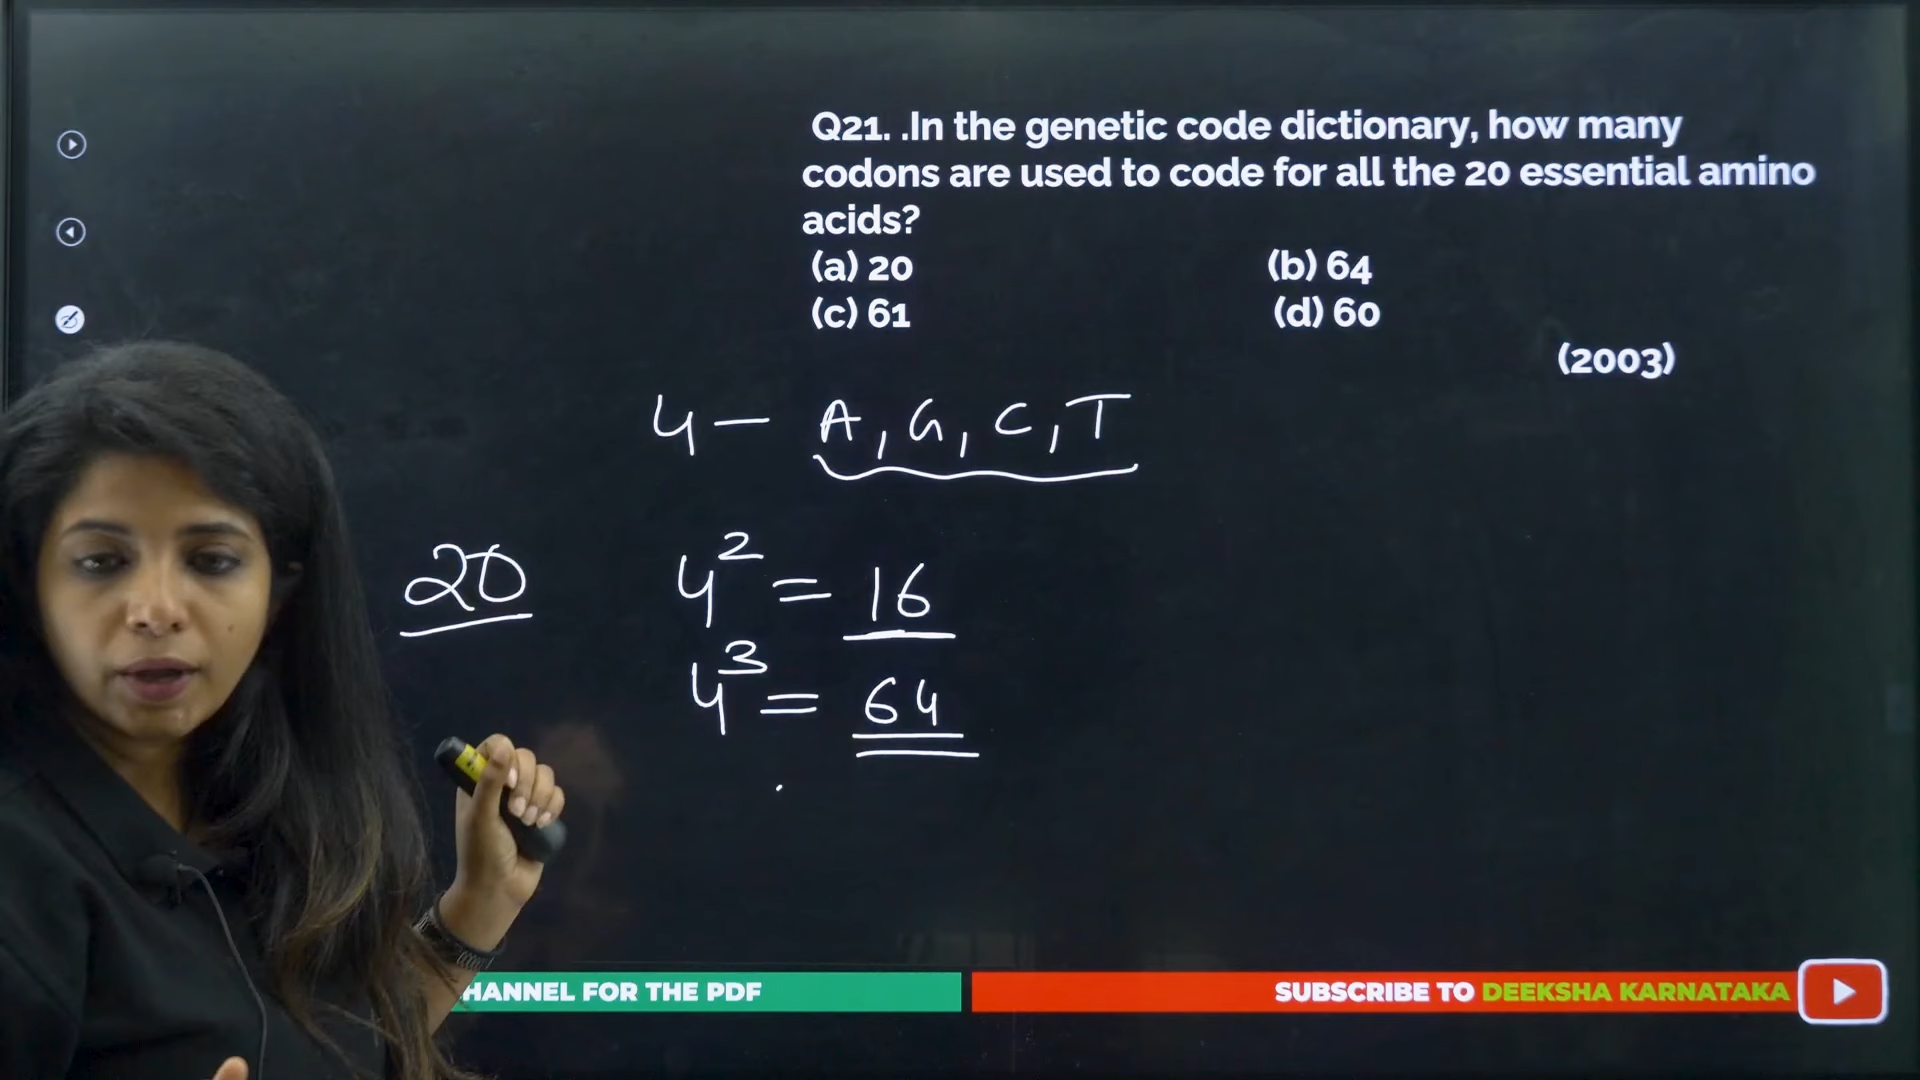 Q21. .In the genetic code dictionary, how many
codons are used to code for all the 20 essential amino
acids?
(a) 20 (b) 64
(c) 61 (d) 60
(2003)
4 — A, G, C, T
20 4² = 16
4³ = 64
HANNEL FOR THE PDF
SUBSCRIBE TO DEEKSHA KARNATAKA